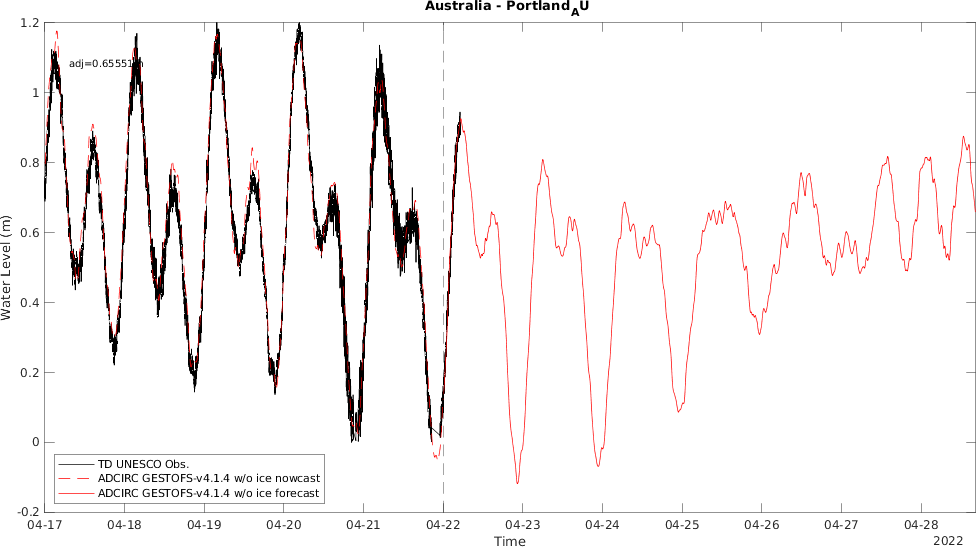 Australia - Portland_AU
1.2
adj=0.65551m
1
0.8
0.6
0.4
0.2
0
-0.2
Water Level (m)
TD UNESCO Obs.
ADCIRC GESTOFS-v4.1.4 w/o ice nowcast
ADCIRC GESTOFS-v4.1.4 w/o ice forecast
04-17 04-18 04-19 04-20 04-21 04-22 04-23 04-24 04-25 04-26 04-27 04-28
Time
2022